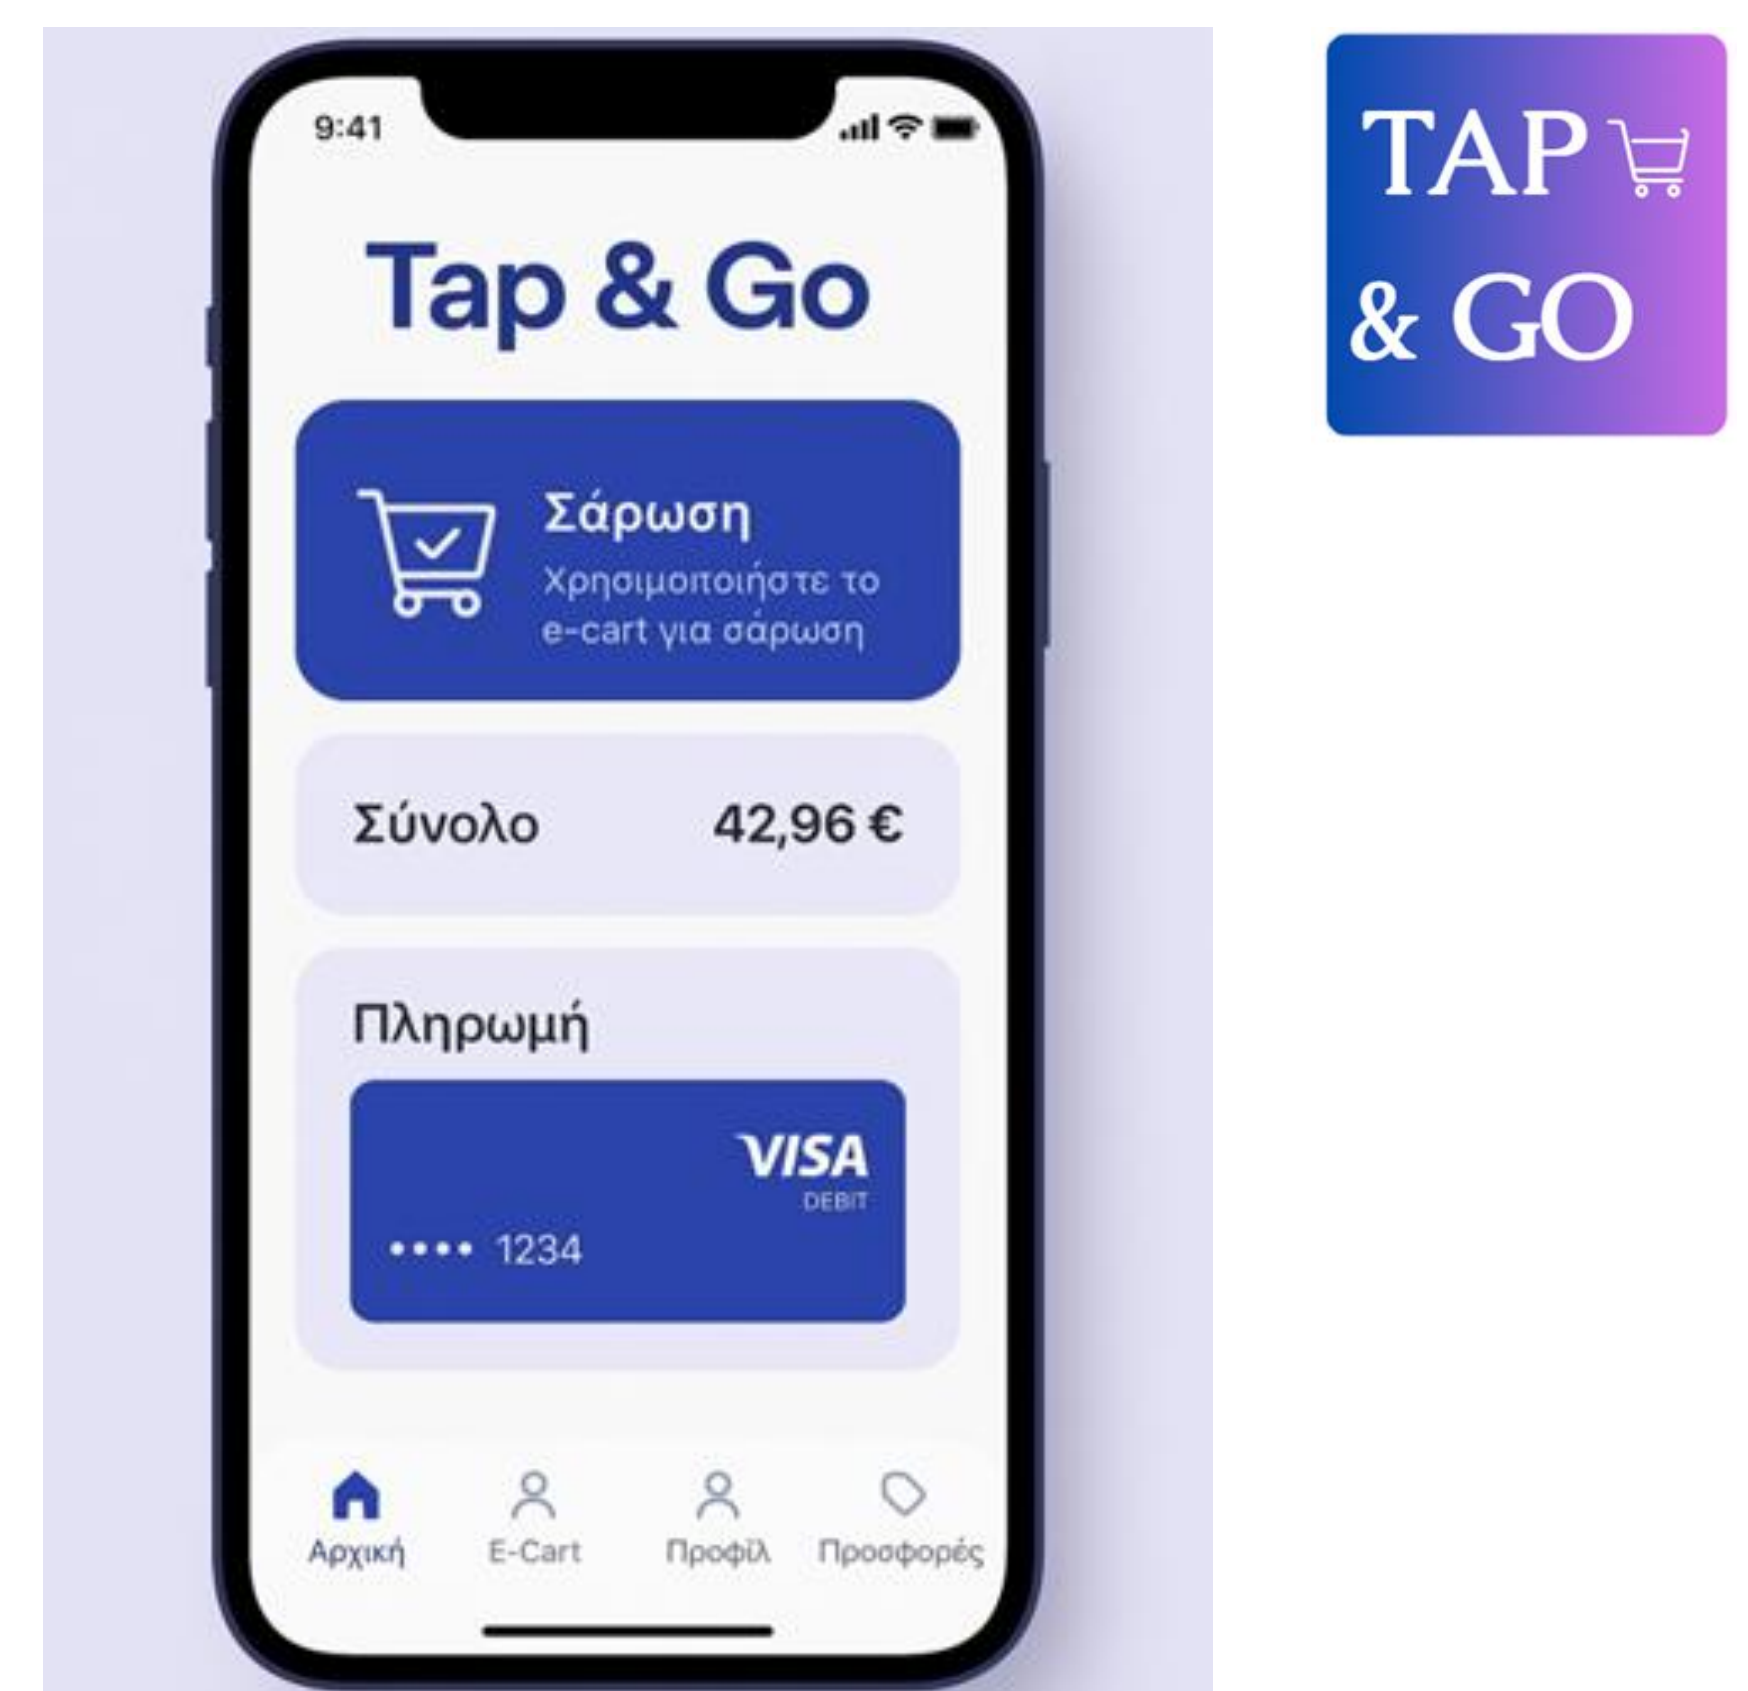 9:41
Tap & Go
Σάρωση
Χρησιμοποιήστε το
e-cart για σάρωση
Σύνολο 42,96 €
Πληρωμή
VISA
DEBIT
•••• 1234
Αρχική E-Cart Προφίλ Προσφορές
TAP
& GO